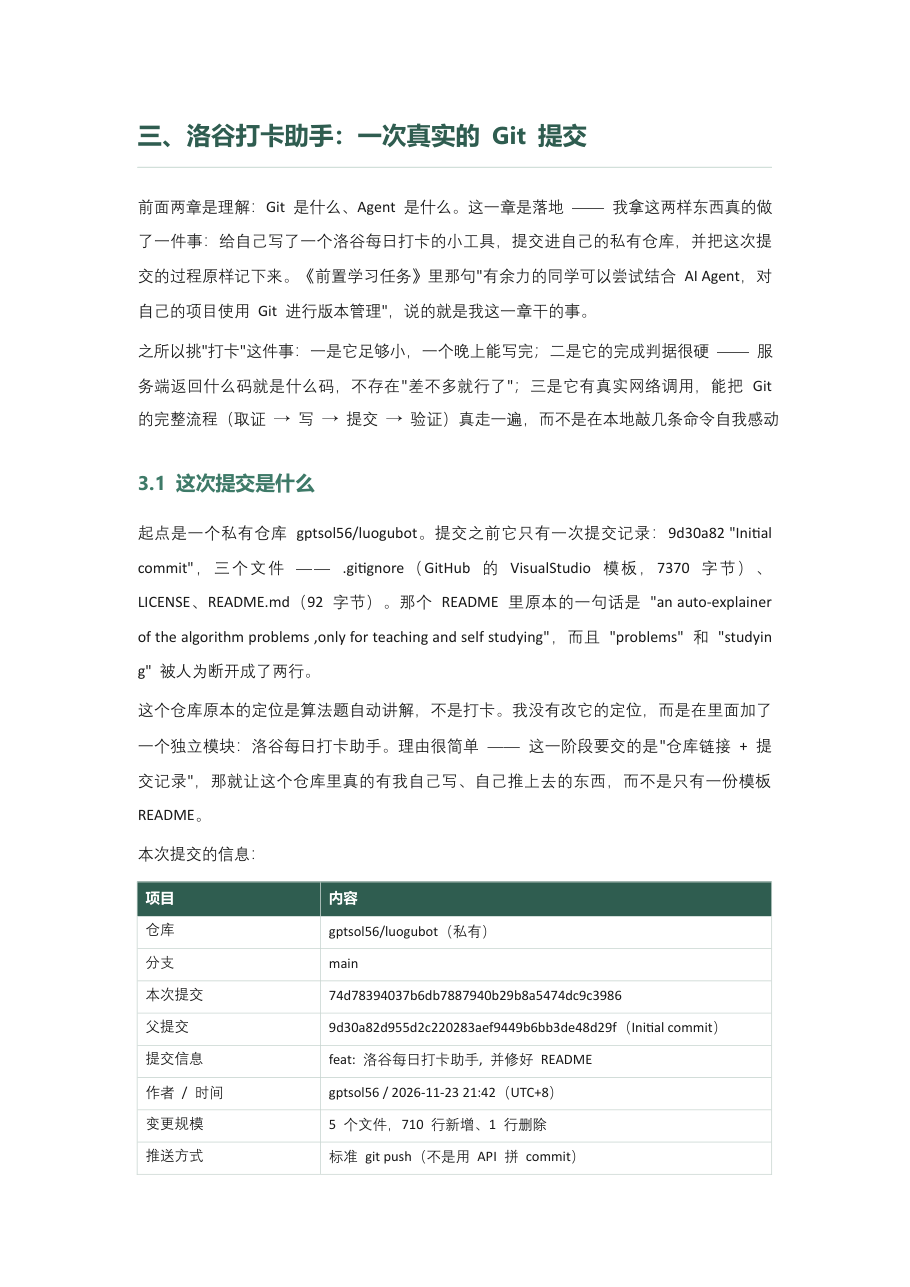 三、洛谷打卡助手：一次真实的 Git 提交
前面两章是理解：Git 是什么、Agent 是什么。这一章是落地 —— 我拿这两样东西真的做
了一件事：给自己写了一个洛谷每日打卡的小工具，提交进自己的私有仓库，并把这次提
交的过程原样记下来。《前置学习任务》里那句"有余力的同学可以尝试结合 AI Agent，对
自己的项目使用 Git 进行版本管理"，说的就是我这一章干的事。
之所以挑"打卡"这件事：一是它足够小，一个晚上能写完；二是它的完成判据很硬 —— 服
务端返回什么码就是什么码，不存在"差不多就行了"；三是它有真实网络调用，能把 Git
的完整流程（取证 → 写 → 提交 → 验证）真走一遍，而不是在本地敲几条命令自我感动
3.1 这次提交是什么
起点是一个私有仓库 gptsol56/luogubot。提交之前它只有一次提交记录：9d30a82 "Initial
commit"，三个文件 —— .gitignore（GitHub 的 VisualStudio 模板，7370 字节）、
LICENSE、README.md（92 字节）。那个 README 里原本的一句话是 "an auto-explainer
of the algorithm problems ,only for teaching and self studying"，而且 "problems" 和 "studyin
g" 被人为断开成了两行。
这个仓库原本的定位是算法题自动讲解，不是打卡。我没有改它的定位，而是在里面加了
一个独立模块：洛谷每日打卡助手。理由很简单 —— 这一阶段要交的是"仓库链接 + 提
交记录"，那就让这个仓库里真的有我自己写、自己推上去的东西，而不是只有一份模板
README。
本次提交的信息：
项目 内容
仓库 gptsol56/luogubot（私有）
分支 main
本次提交 74d78394037b6db7887940b29b8a5474dc9c3986
父提交 9d30a82d955d2c220283aef9449b6bb3de48d29f（Initial commit）
提交信息 feat: 洛谷每日打卡助手, 并修好 README
作者 / 时间 gptsol56 / 2026-11-23 21:42（UTC+8）
变更规模 5 个文件，710 行新增、1 行删除
推送方式 标准 git push（不是用 API 拼 commit）